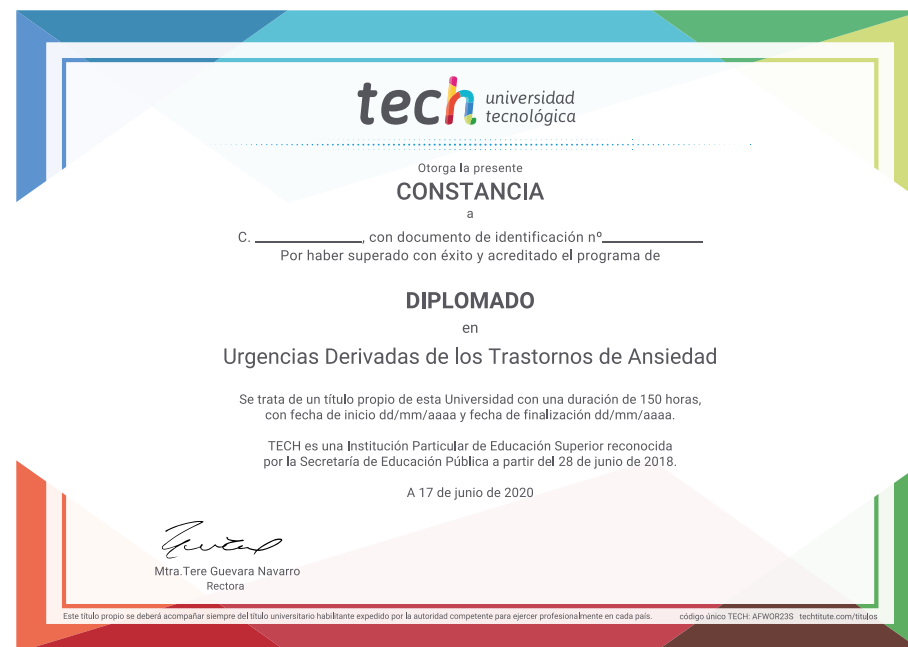 tech universidad
tecnológica
Otorga la presente
CONSTANCIA
a
C. ____________, con documento de identificación nº____________
Por haber superado con éxito y acreditado el programa de
DIPLOMADO
en
Urgencias Derivadas de los Trastornos de Ansiedad
Se trata de un título propio de esta Universidad con una duración de 150 horas,
con fecha de inicio dd/mm/aaaa y fecha de finalización dd/mm/aaaa.
TECH es una Institución Particular de Educación Superior reconocida
por la Secretaría de Educación Pública a partir del 28 de junio de 2018.
A 17 de junio de 2020
Mtra.Tere Guevara Navarro
Rectora
Este título propio se deberá acompañar siempre del título universitario habilitante expedido por la autoridad competente para ejercer profesionalmente en cada país. código único TECH: AFWOR23S techtitute.com/titulos